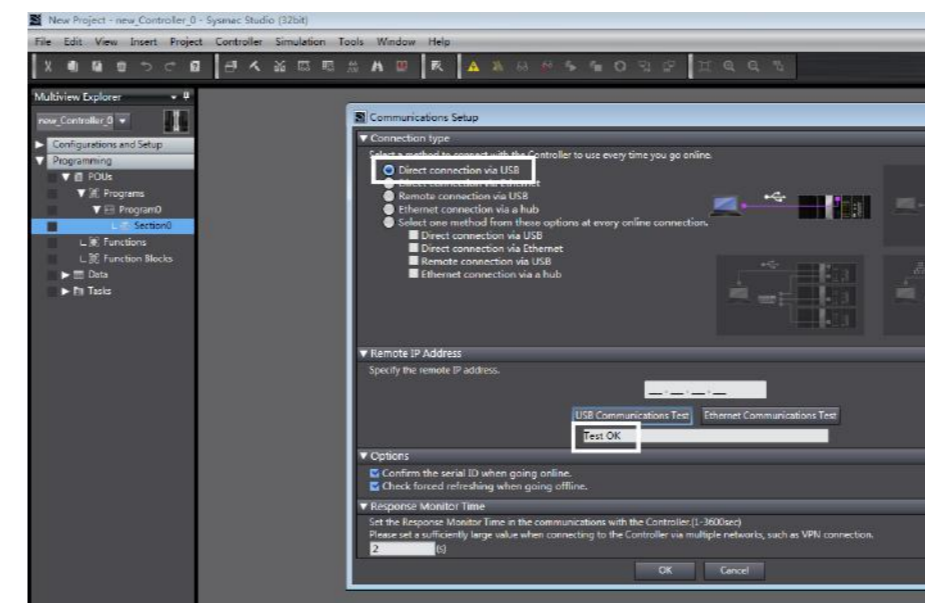 New Project - new_Controller_0 - Sysmac Studio (32bit)
File Edit View Insert Project Controller Simulation Tools Window Help
Multiview Explorer
new_Controller_0
Configurations and Setup
Programming
POUs
Programs
Program0
Section0
Functions
Function Blocks
Data
Tasks
Communications Setup
Connection type
Select a method to connect with the Controller to use every time you go online.
Direct connection via USB
Direct connection via Ethernet
Remote connection via USB
Ethernet connection via a hub
Select one method from these options at every online connection.
Direct connection via USB
Direct connection via Ethernet
Remote connection via USB
Ethernet connection via a hub
Remote IP Address
Specify the remote IP address.
USB Communications Test Ethernet Communications Test
Test OK
Options
Confirm the serial ID when going online.
Check forced refreshing when going offline.
Response Monitor Time
Set the Response Monitor Time in the communications with the Controller.(1-3600sec)
Please set a sufficiently large value when connecting to the Controller via multiple networks, such as VPN connection.
2 (s)
OK Cancel